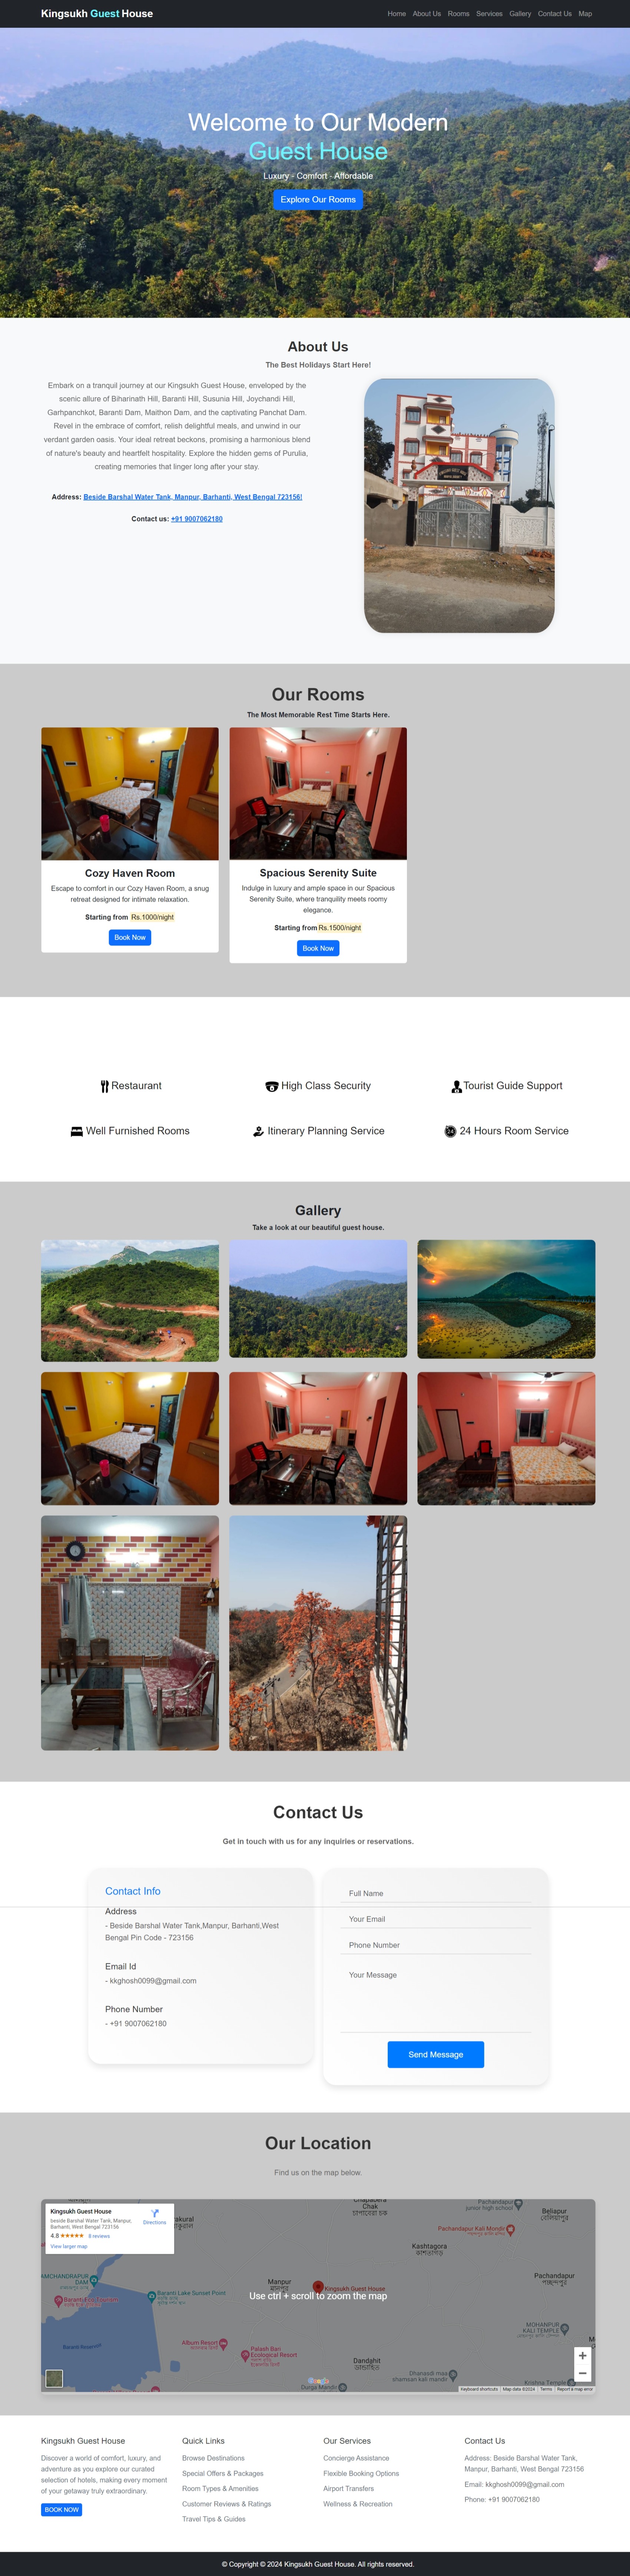 Kingsukh Guest House
Home About Us Rooms Services Gallery Contact Us Map
Welcome to Our Modern
Guest House
Luxury - Comfort - Affordable
Explore Our Rooms
About Us
The Best Holidays Start Here!
Embark on a tranquil journey at our Kingsukh Guest House, enveloped by the
scenic allure of Biharinath Hill, Baranti Hill, Susunia Hill, Joychandi Hill,
Garhpanchkot, Baranti Dam, Maithon Dam, and the captivating Panchat Dam.
Revel in the embrace of comfort, relish delightful meals, and unwind in our
verdant garden oasis. Your ideal retreat beckons, promising a harmonious blend
of nature's beauty and heartfelt hospitality. Explore the hidden gems of Purulia,
creating memories that linger long after your stay.
Address: Beside Barshal Water Tank, Manpur, Barhanti, West Bengal 723156!
Contact us: +91 9007062180
Our Rooms
The Most Memorable Rest Time Starts Here.
Cozy Haven Room
Escape to comfort in our Cozy Haven Room, a snug
retreat designed for intimate relaxation.
Starting from Rs.1000/night
Book Now
Spacious Serenity Suite
Indulge in luxury and ample space in our Spacious
Serenity Suite, where tranquility meets roomy
elegance.
Starting from Rs.1500/night
Book Now
Restaurant
High Class Security
Tourist Guide Support
Well Furnished Rooms
Itinerary Planning Service
24 Hours Room Service
Gallery
Take a look at our beautiful guest house.
Contact Us
Get in touch with us for any inquiries or reservations.
Contact Info
Address
- Beside Barshal Water Tank,Manpur, Barhanti,West
Bengal Pin Code - 723156
Email Id
- kkghosh0099@gmail.com
Phone Number
- +91 9007062180
Full Name
Your Email
Phone Number
Your Message
Send Message
Our Location
Find us on the map below.
Kingsukh Guest House
beside Barshal Water Tank, Manpur,
Barhanti, West Bengal 723156
4.8 ★★★★★ 8 reviews
View larger map
Directions
Chak
Pachandapur
junior high school
Beliapur
Pachandapur Kali Mondir
Kashtagora
Pachandapur
Manpur
Kingsukh Guest House
Use ctrl + scroll to zoom the map
Baranti Lake Sunset Point
Album Resort
Palash Bari
Ecological Resort
Dandahit
MOHANPUR
KALI TEMPLE
Google
Keyboard shortcuts Map data ©2024 Terms Report a map error
Kingsukh Guest House
Discover a world of comfort, luxury, and
adventure as you explore our curated
selection of hotels, making every moment
of your getaway truly extraordinary.
BOOK NOW
Quick Links
Browse Destinations
Special Offers & Packages
Room Types & Amenities
Customer Reviews & Ratings
Travel Tips & Guides
Our Services
Concierge Assistance
Flexible Booking Options
Airport Transfers
Wellness & Recreation
Contact Us
Address: Beside Barshal Water Tank,
Manpur, Barhanti, West Bengal 723156
Email: kkghosh0099@gmail.com
Phone: +91 9007062180
© Copyright © 2024 Kingsukh Guest House. All rights reserved.